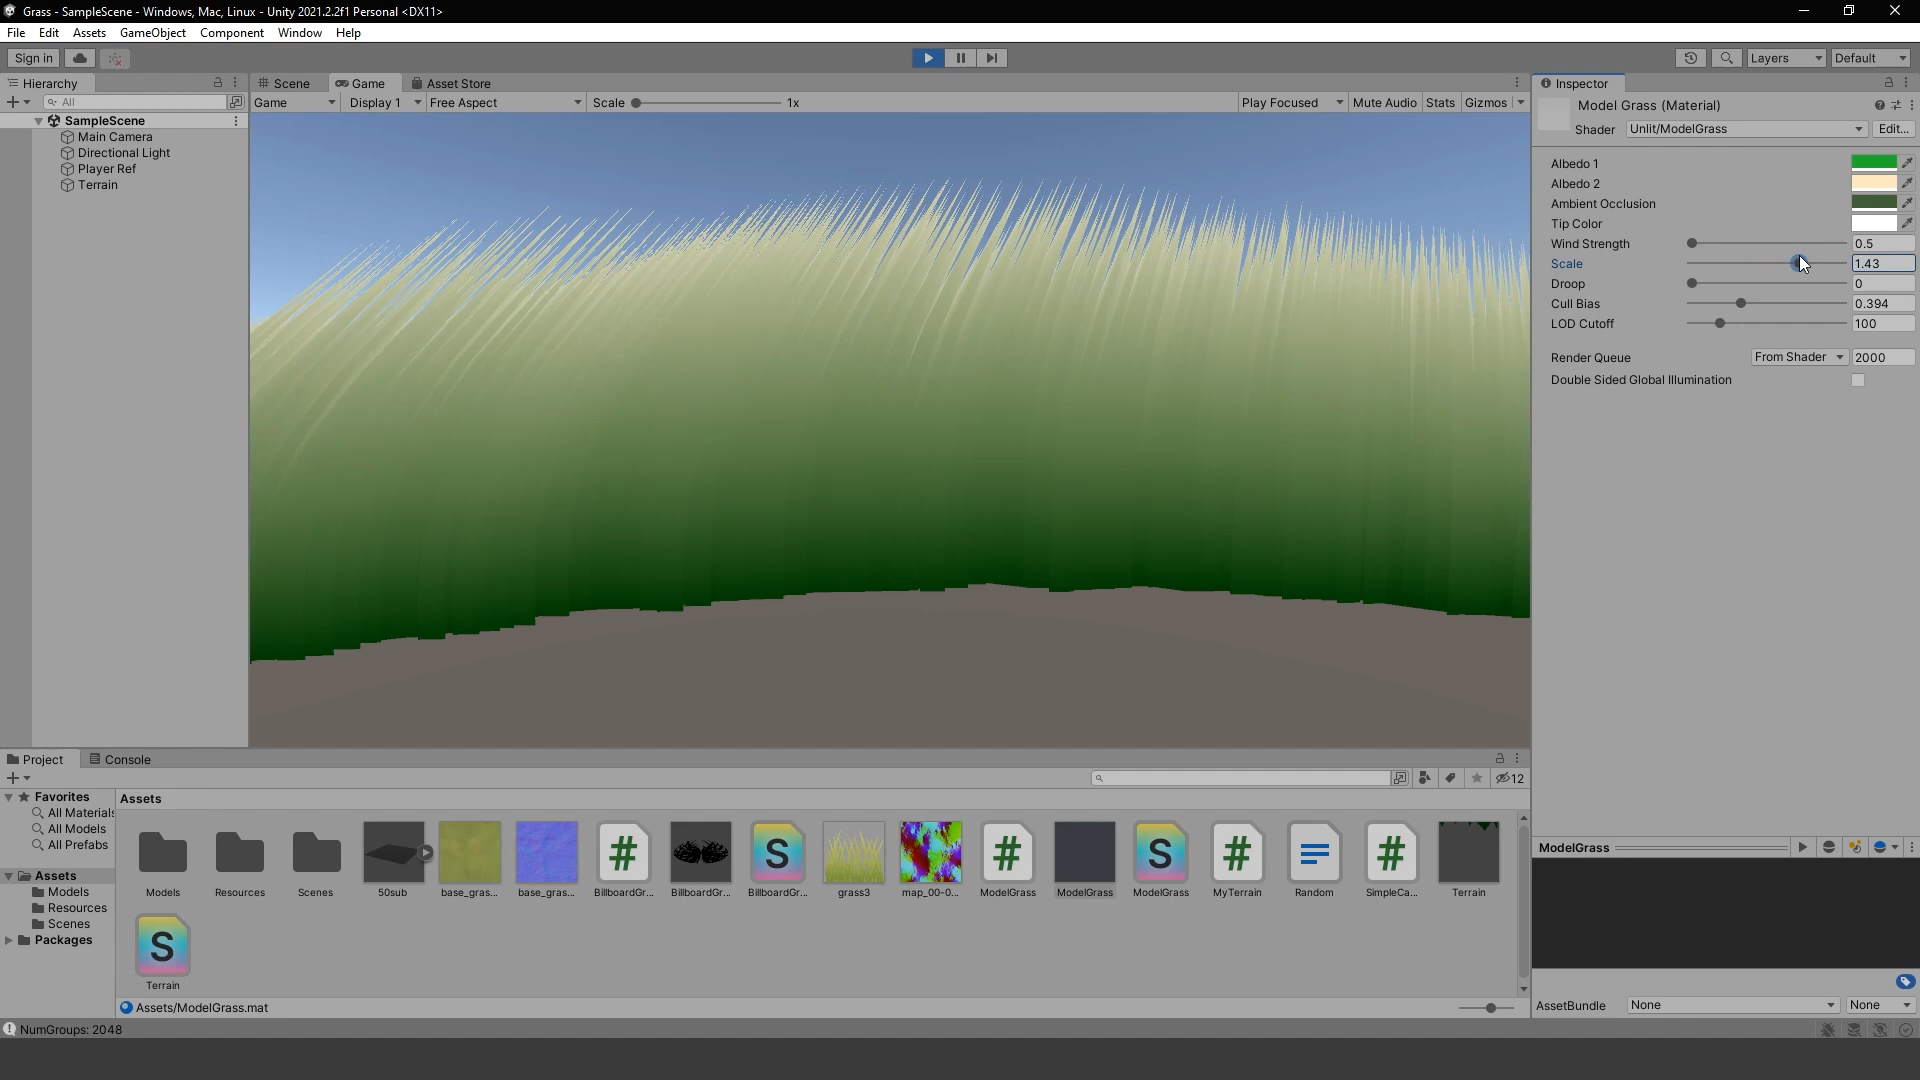 Grass - SampleScene - Windows, Mac, Linux - Unity 2021.2.2f1 Personal <DX11>
File Edit Assets GameObject Component Window Help
Sign in
Layers
Default
Hierarchy
All
SampleScene
Main Camera
Directional Light
Player Ref
Terrain
Scene Game Asset Store
Game Display 1 Free Aspect Scale 1x Play Focused Mute Audio Stats Gizmos
Inspector
Model Grass (Material)
Shader Unlit/ModelGrass Edit...
Albedo 1
Albedo 2
Ambient Occlusion
Tip Color
Wind Strength 0.5
Scale 1.43
Droop 0
Cull Bias 0.394
LOD Cutoff 100
Render Queue From Shader 2000
Double Sided Global Illumination
Project Console
12
Favorites
All Materials
All Models
All Prefabs
Assets
Models
Resources
Scenes
Packages
Assets
Models Resources Scenes 50sub base_gras... base_gras... BillboardGr... BillboardGr... BillboardGr... grass3 map_00-0... ModelGrass ModelGrass ModelGrass MyTerrain Random SimpleCa... Terrain
Terrain
Assets/ModelGrass.mat
ModelGrass
AssetBundle None None
NumGroups: 2048